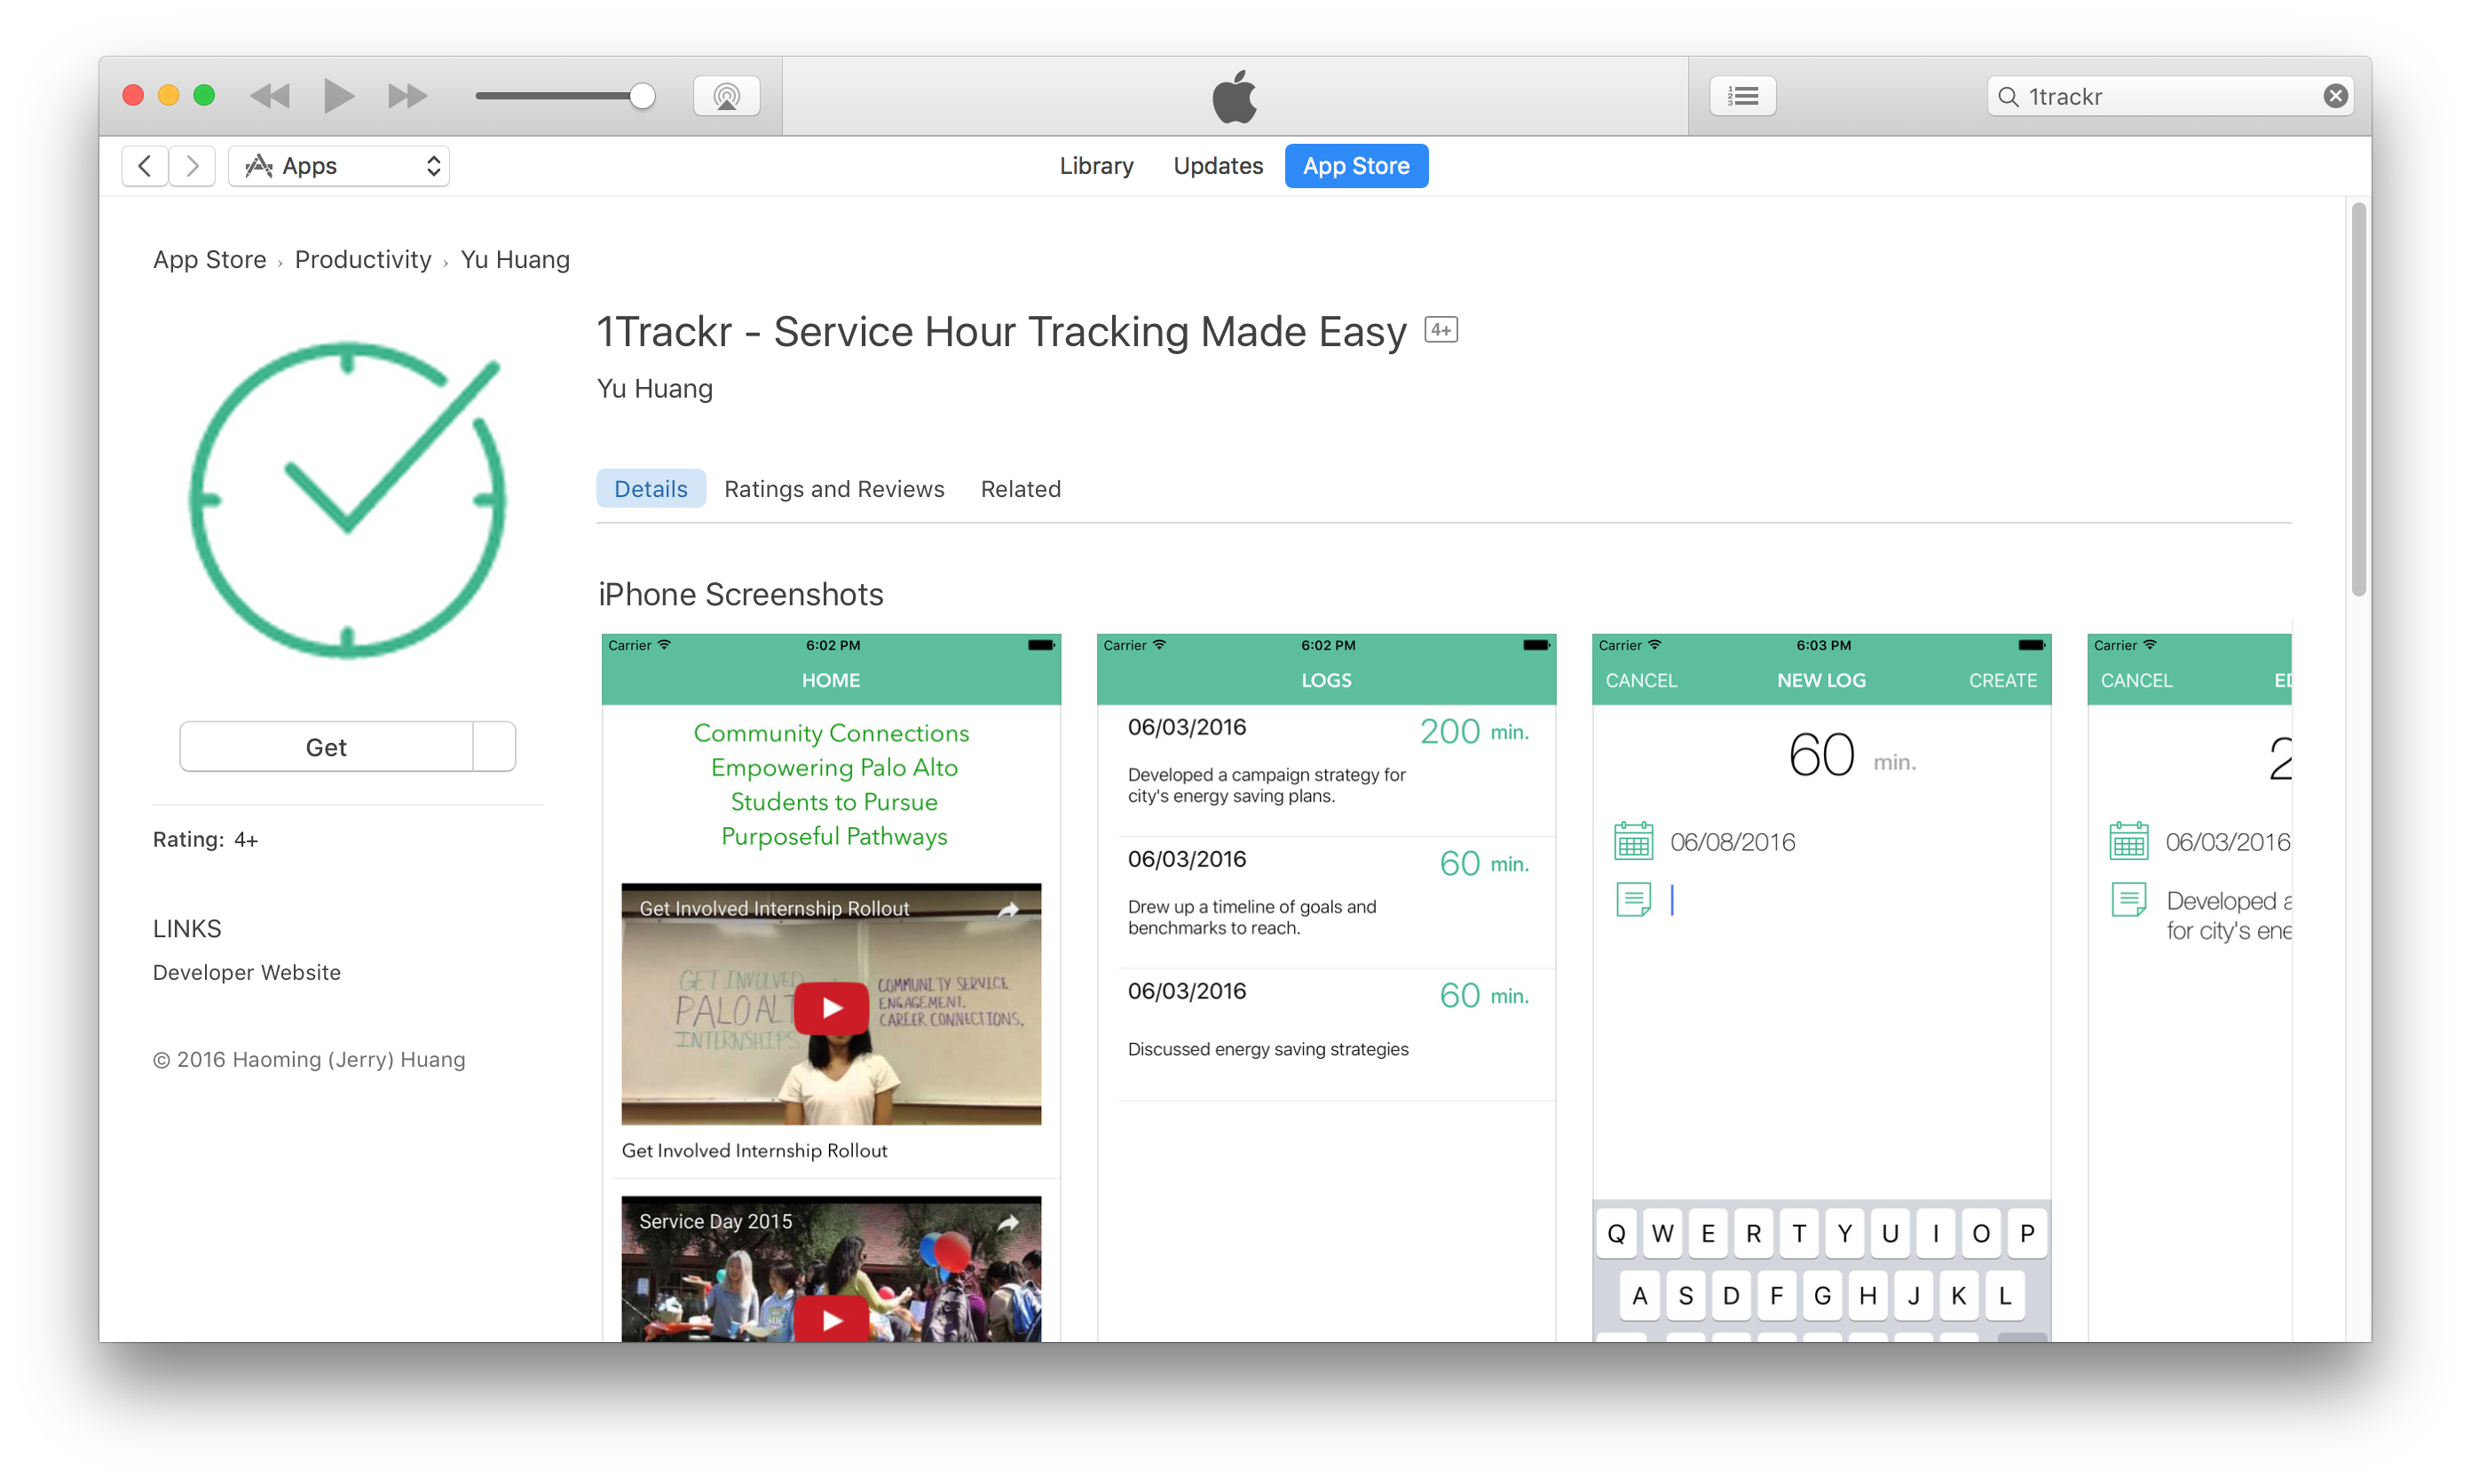 1trackr
Apps
Library
Updates
App Store
App Store › Productivity › Yu Huang
1Trackr - Service Hour Tracking Made Easy 4+
Yu Huang
Details
Ratings and Reviews
Related
Get
Rating: 4+
LINKS
Developer Website
© 2016 Haoming (Jerry) Huang
iPhone Screenshots
Carrier 6:02 PM
HOME
Community Connections
Empowering Palo Alto
Students to Pursue
Purposeful Pathways
Get Involved Internship Rollout
GET INVOLVED
PALO ALT
INTERNSHIPS
COMMUNITY SERVICE
ENGAGEMENT,
CAREER CONNECTIONS,
Get Involved Internship Rollout
Service Day 2015
Carrier 6:02 PM
LOGS
06/03/2016 200 min.
Developed a campaign strategy for
city's energy saving plans.
06/03/2016 60 min.
Drew up a timeline of goals and
benchmarks to reach.
06/03/2016 60 min.
Discussed energy saving strategies
Carrier 6:03 PM
CANCEL NEW LOG CREATE
60 min.
06/08/2016
Q W E R T Y U I O P
A S D F G H J K L
Carrier
CANCEL
2
06/03/2016
Developed a
for city's ene